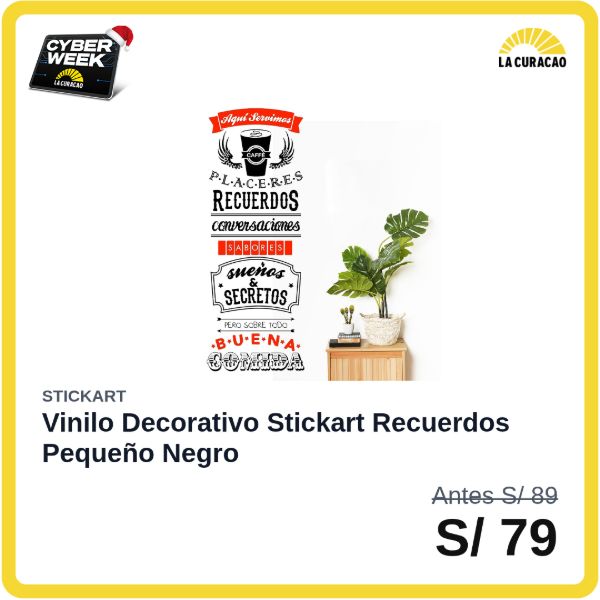 CYBER
WEEK
LA CURACAO
LA CURACAO
Aquí Servimos
CAFFÉ
P·L·A·C·E·R·E·S
RECUERDOS
conversaciones
SABORES
sueños
&
SECRETOS
PERO SOBRE TODO
·B·U·E·N·A·
COMIDA
STICKART
Vinilo Decorativo Stickart Recuerdos
Pequeño Negro
Antes S/ 89
S/ 79